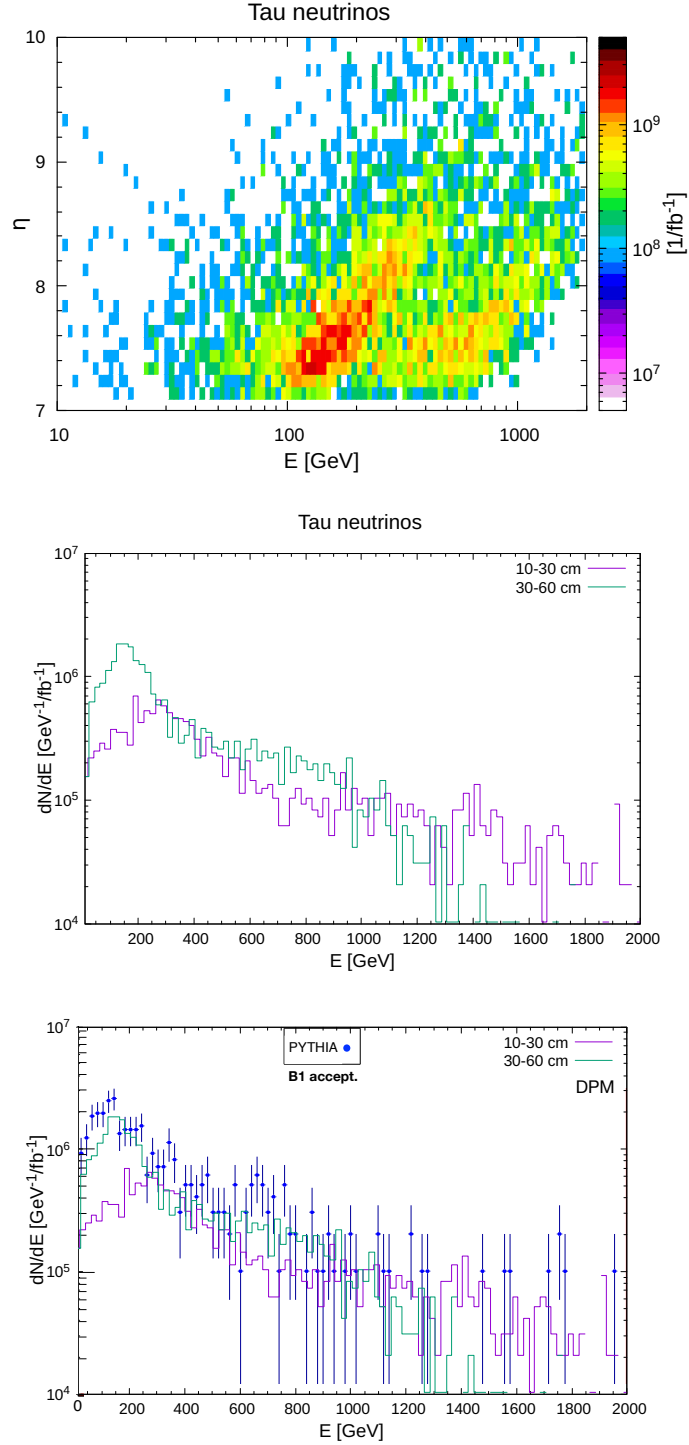 Tau neutrinos
10
9
8
7
η
10
100
1000
E [GeV]
10⁹
10⁸
10⁷
[1/fb⁻¹]
Tau neutrinos
10⁷
10⁶
10⁵
10⁴
dN/dE [GeV⁻¹/fb⁻¹]
10-30 cm
30-60 cm
200 400 600 800 1000 1200 1400 1600 1800 2000
E [GeV]
10⁷
10⁶
10⁵
10⁴
dN/dE [GeV⁻¹/fb⁻¹]
PYTHIA
B1 accept.
10-30 cm
30-60 cm
DPM
0 200 400 600 800 1000 1200 1400 1600 1800 2000
E [GeV]